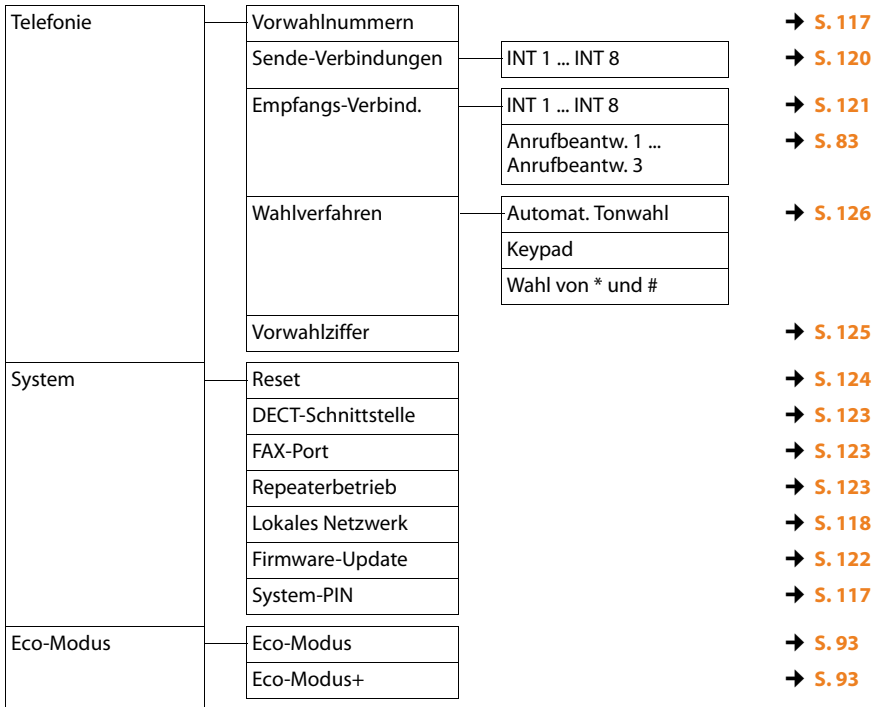 Telefonie Vorwahlnummern ➜ S. 117
Sende-Verbindungen INT 1 ... INT 8 ➜ S. 120
Empfangs-Verbind. INT 1 ... INT 8 ➜ S. 121
Anrufbeantw. 1 ... ➜ S. 83
Anrufbeantw. 3
Wahlverfahren Automat. Tonwahl ➜ S. 126
Keypad
Wahl von * und #
Vorwahlziffer ➜ S. 125
System Reset ➜ S. 124
DECT-Schnittstelle ➜ S. 123
FAX-Port ➜ S. 123
Repeaterbetrieb ➜ S. 123
Lokales Netzwerk ➜ S. 118
Firmware-Update ➜ S. 122
System-PIN ➜ S. 117
Eco-Modus Eco-Modus ➜ S. 93
Eco-Modus+ ➜ S. 93